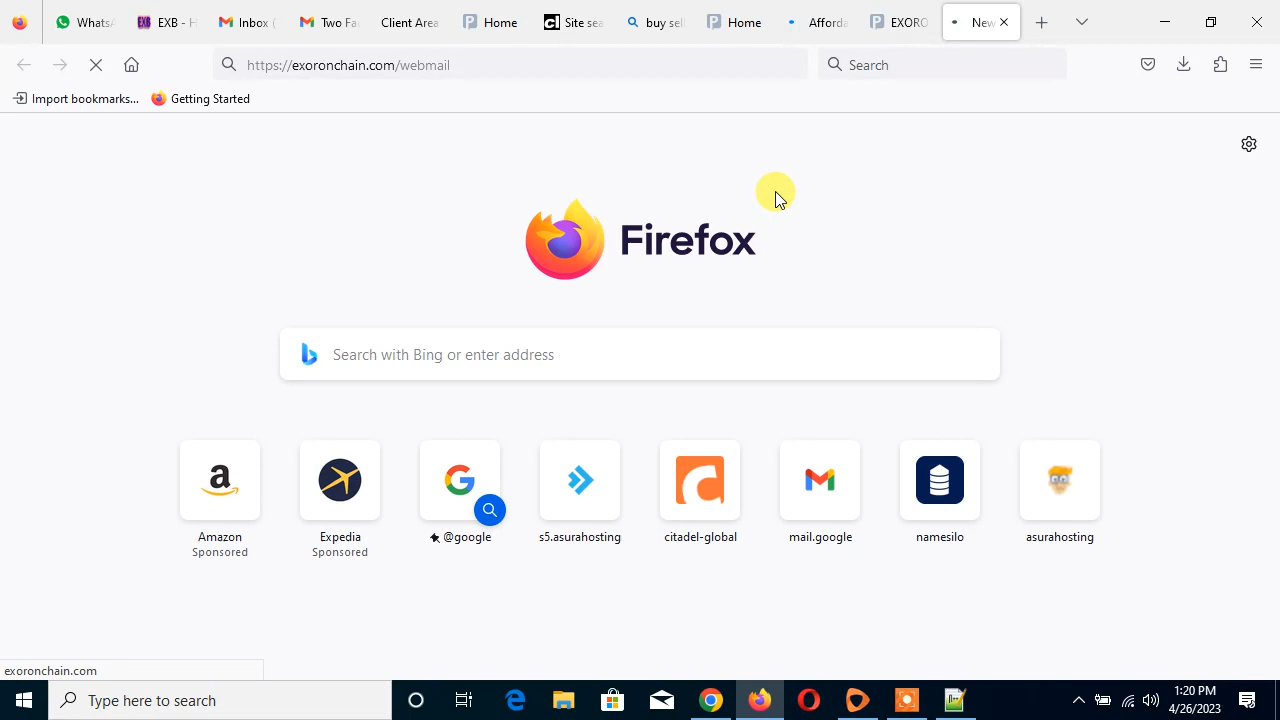 WhatsA
EXB - H
Inbox (
Two Fa
Client Area
Home
Site sea
buy sell
Home
Afforda
EXORO
New
https://exoronchain.com/webmail
Search
Import bookmarks...
Getting Started
Firefox
Search with Bing or enter address
Amazon
Sponsored
Expedia
Sponsored
@google
s5.asurahosting
citadel-global
mail.google
namesilo
asurahosting
exoronchain.com
Type here to search
1:20 PM
4/26/2023